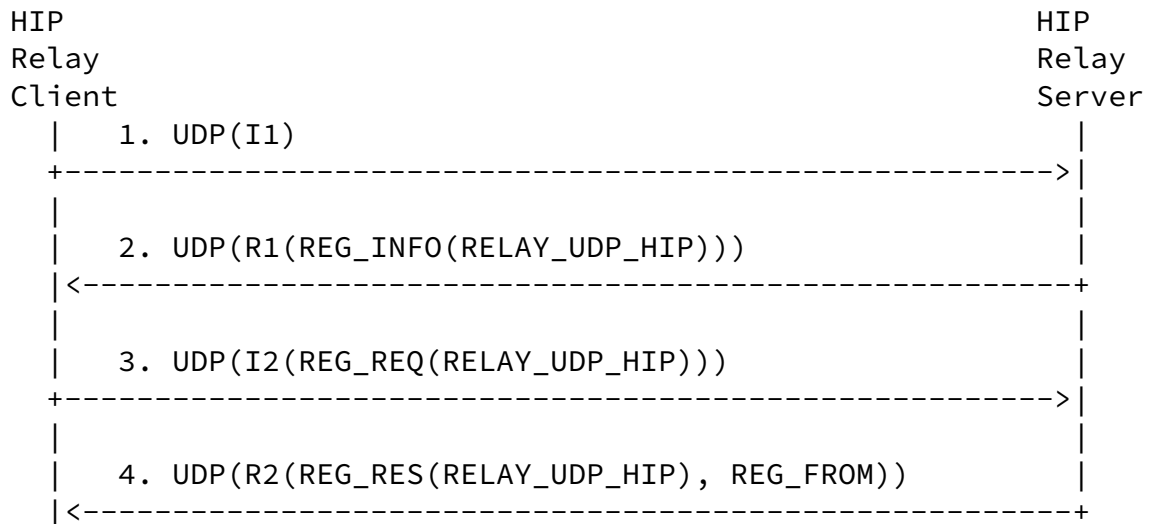 HIP HIP
Relay Relay
Client Server
1. UDP(I1)
2. UDP(R1(REG_INFO(RELAY_UDP_HIP)))
3. UDP(I2(REG_REQ(RELAY_UDP_HIP)))
4. UDP(R2(REG_RES(RELAY_UDP_HIP), REG_FROM))